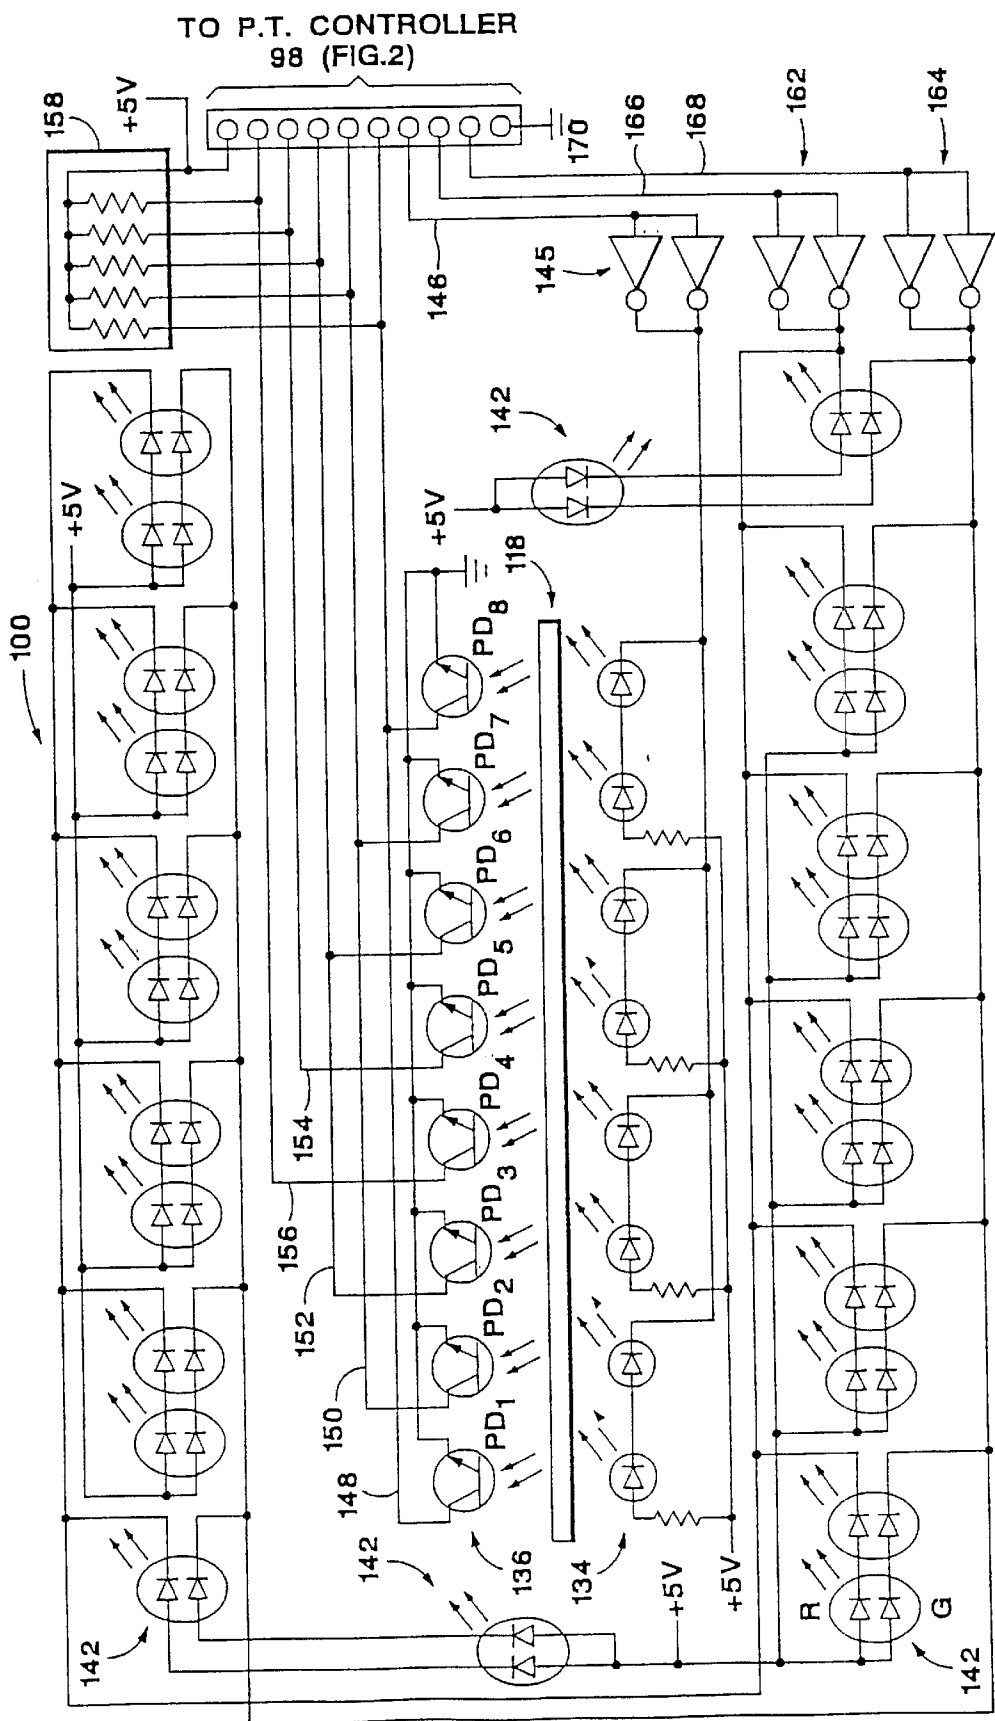 TO P.T. CONTROLLER
98 (FIG.2)
158
+5V
170
162
164
166
168
146
145
142
+5V
100
+5V
118
PD8
PD7
PD6
PD5
PD4
PD3
PD2
PD1
154
156
152
150
148
136
134
142
142
+5V
+5V
R
G
142